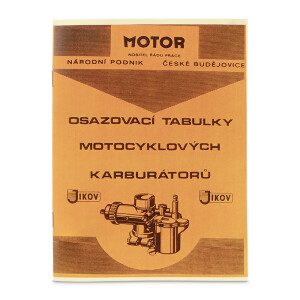 MOTOR
NOSITEL ŘÁDU PRÁCE
NÁRODNÍ PODNIK ČESKÉ BUDĚJOVICE
OSAZOVACÍ TABULKY
MOTOCYKLOVÝCH
KARBURÁTORŮ
JIKOV JIKOV